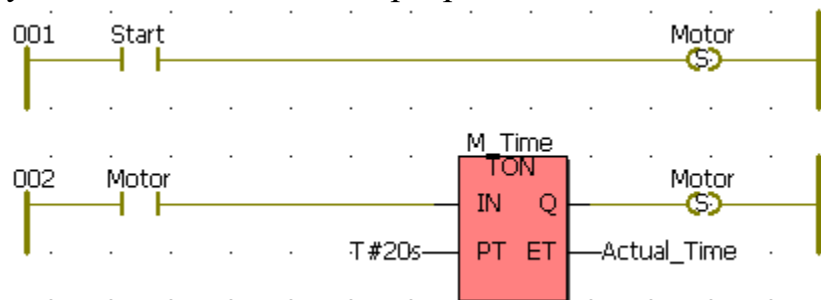 001 Start Motor
S
M_Time
TON
002 Motor Motor
IN Q S
T#20s PT ET Actual_Time